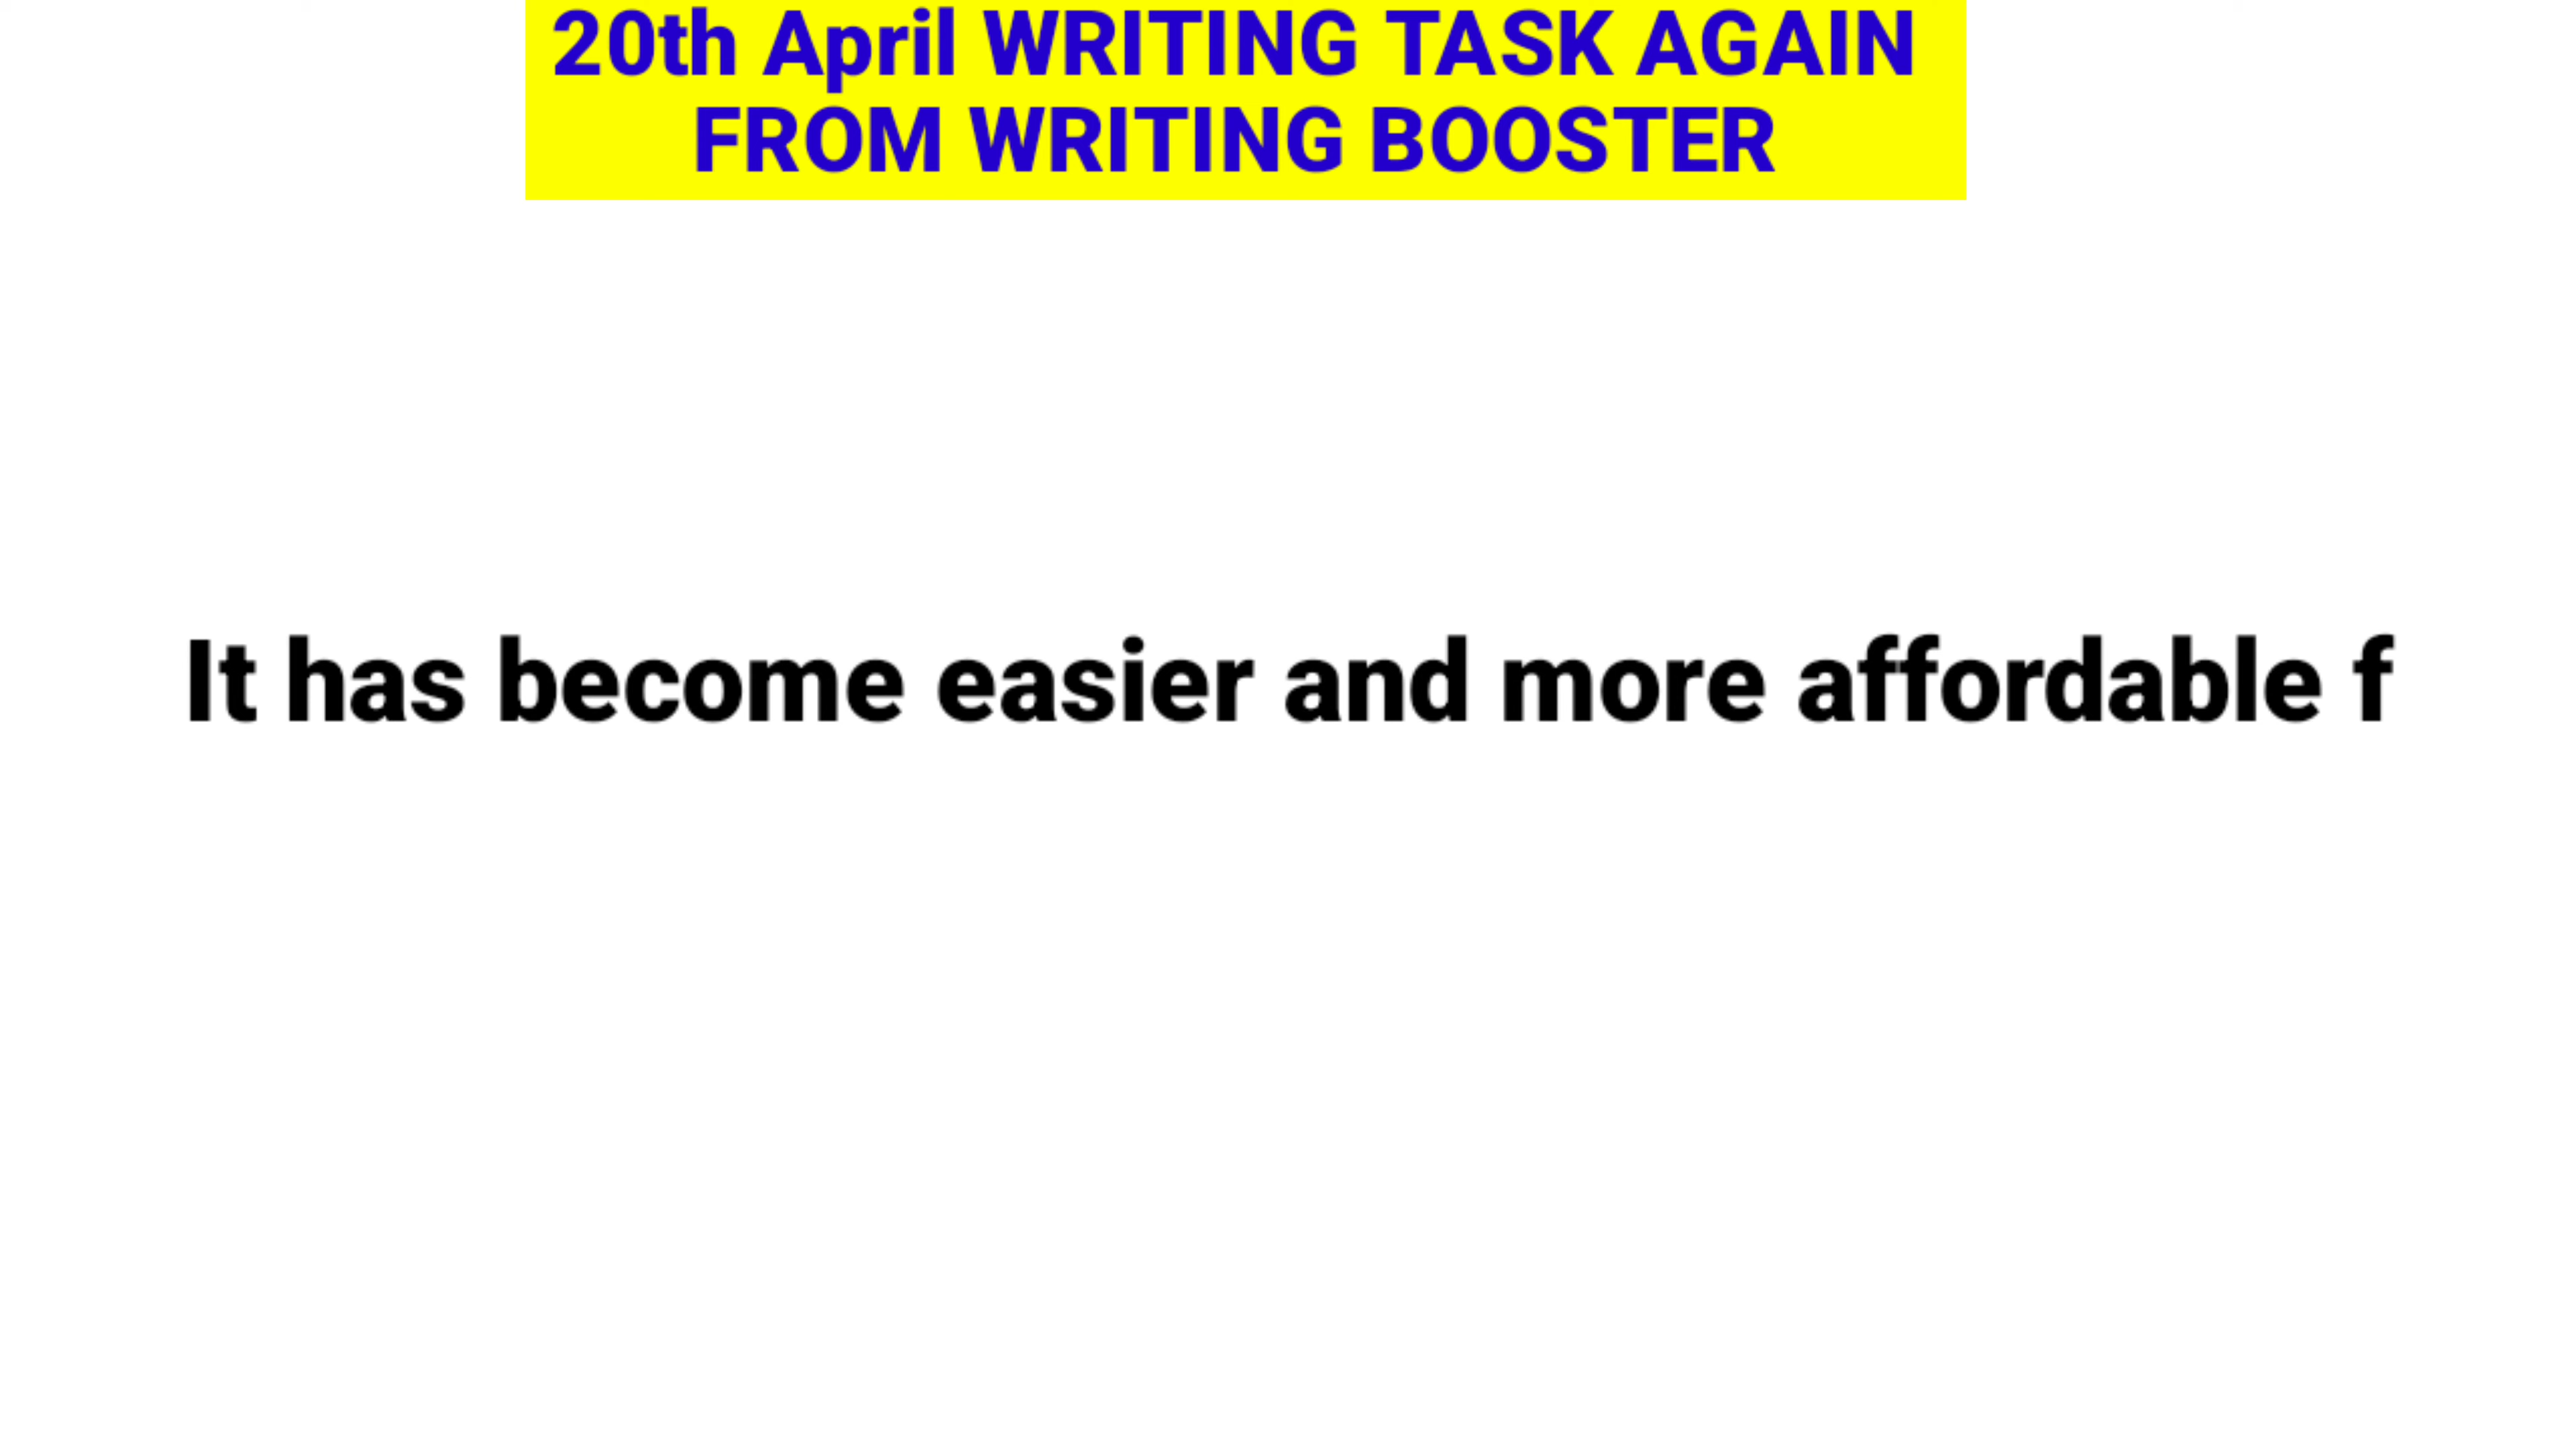 20th April WRITING TASK AGAIN
FROM WRITING BOOSTER
It has become easier and more affordable f